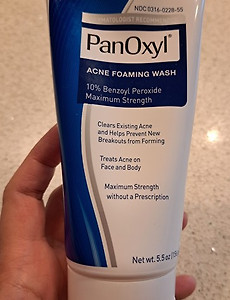 NDC 0316-0228-55
DERMATOLOGIST RECOMMENDED
PanOxyl®
ACNE FOAMING WASH
10% Benzoyl Peroxide
Maximum Strength
Clears Existing Acne
and Helps Prevent New
Breakouts from Forming
Treats Acne on
Face and Body
Maximum Strength
without a Prescription
Net wt. 5.5 oz